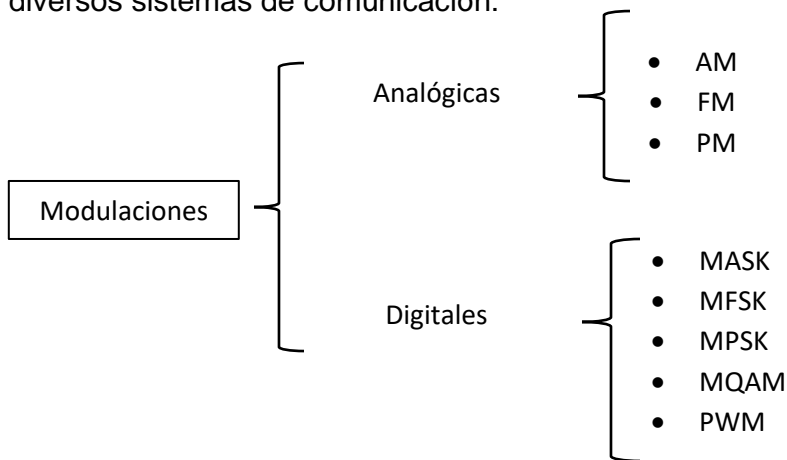 diversos sistemas de comunicación.
Modulaciones
Analógicas
• AM
• FM
• PM
Digitales
• MASK
• MFSK
• MPSK
• MQAM
• PWM